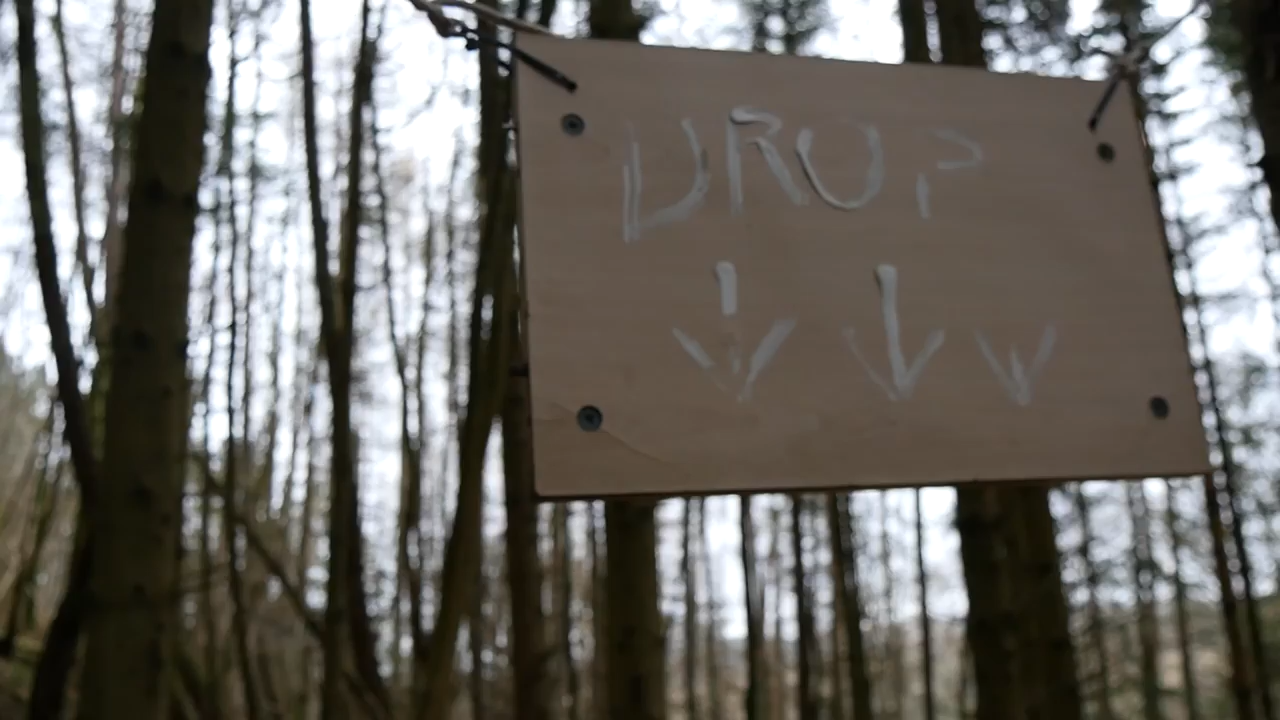 DROP
↓ ↓ ↓